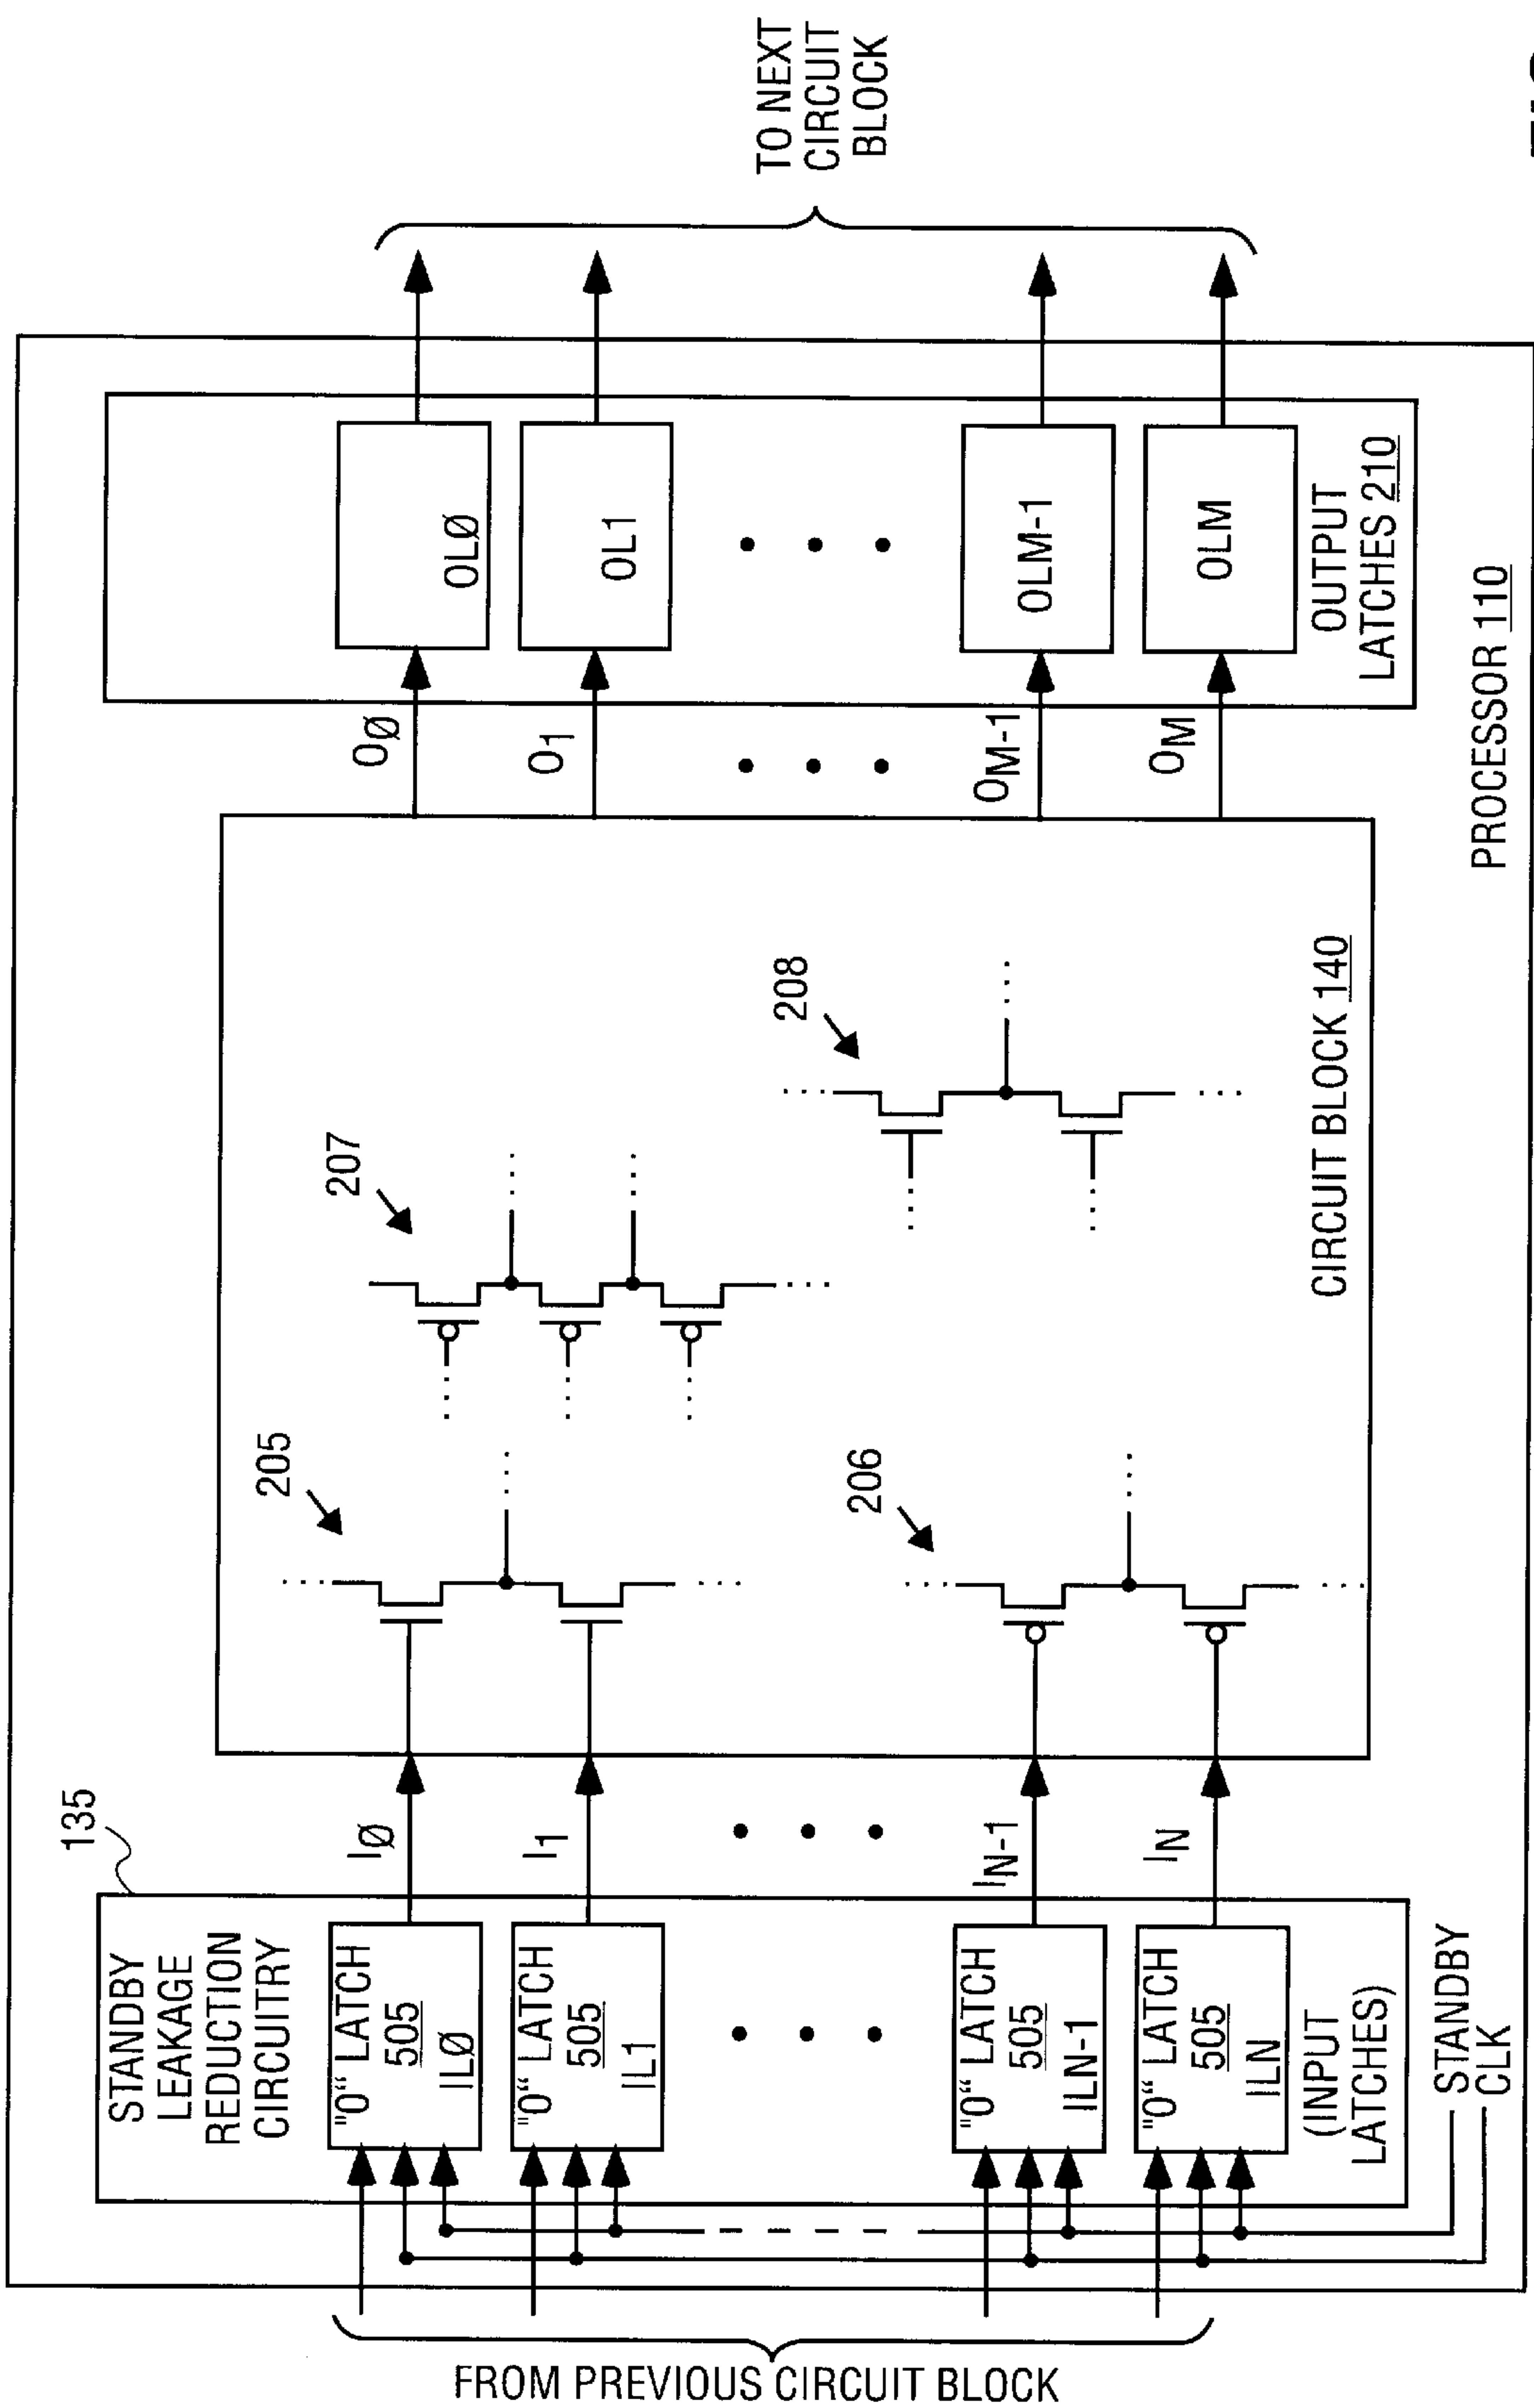 135
STANDBY
LEAKAGE
REDUCTION
CIRCUITRY
"0" LATCH
505
IL0̸
"0" LATCH
505
IL1
"0" LATCH
505
ILN-1
"0" LATCH
505
ILN
(INPUT
LATCHES)
STANDBY
CLK
FROM PREVIOUS CIRCUIT BLOCK
IØ
I1
IN-1
IN
205
206
207
208
CIRCUIT BLOCK 140
OØ
O1
OM-1
OM
OLØ
OL1
OLM-1
OLM
OUTPUT
LATCHES 210
PROCESSOR 110
TO NEXT
CIRCUIT
BLOCK